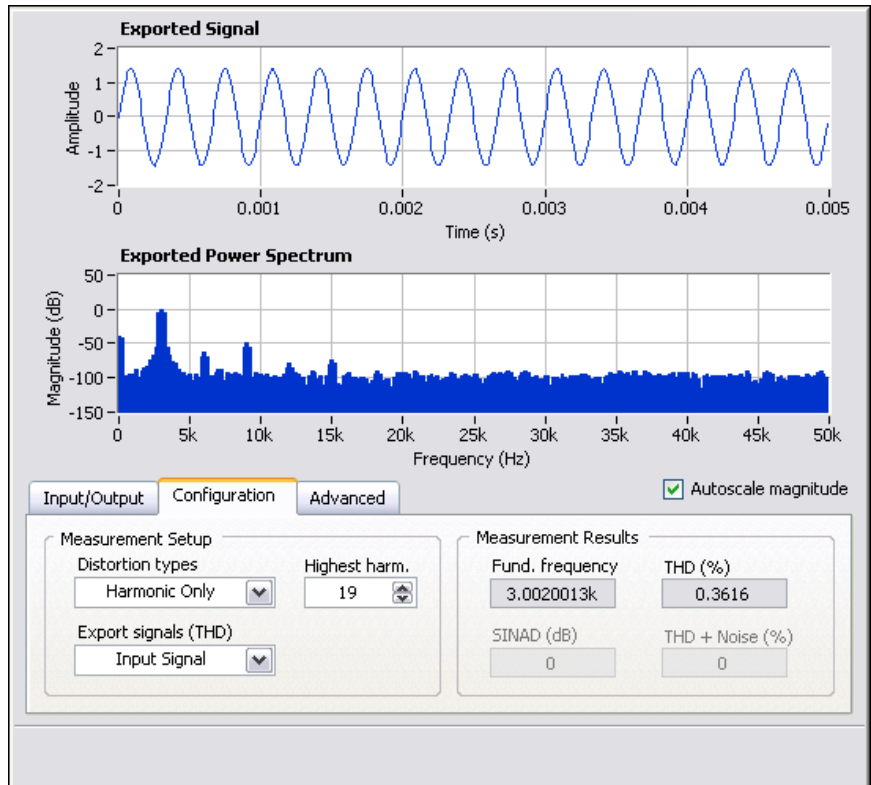 Exported Signal
2
1
0
-1
-2
Amplitude
0 0.001 0.002 0.003 0.004 0.005
Time (s)
Exported Power Spectrum
50
0
-50
-100
-150
Magnitude (dB)
0 5k 10k 15k 20k 25k 30k 35k 40k 45k 50k
Frequency (Hz)
Input/Output Configuration Advanced
Autoscale magnitude
Measurement Setup
Distortion types
Harmonic Only
Highest harm.
19
Export signals (THD)
Input Signal
Measurement Results
Fund. frequency
3.0020013k
THD (%)
0.3616
SINAD (dB)
0
THD + Noise (%)
0